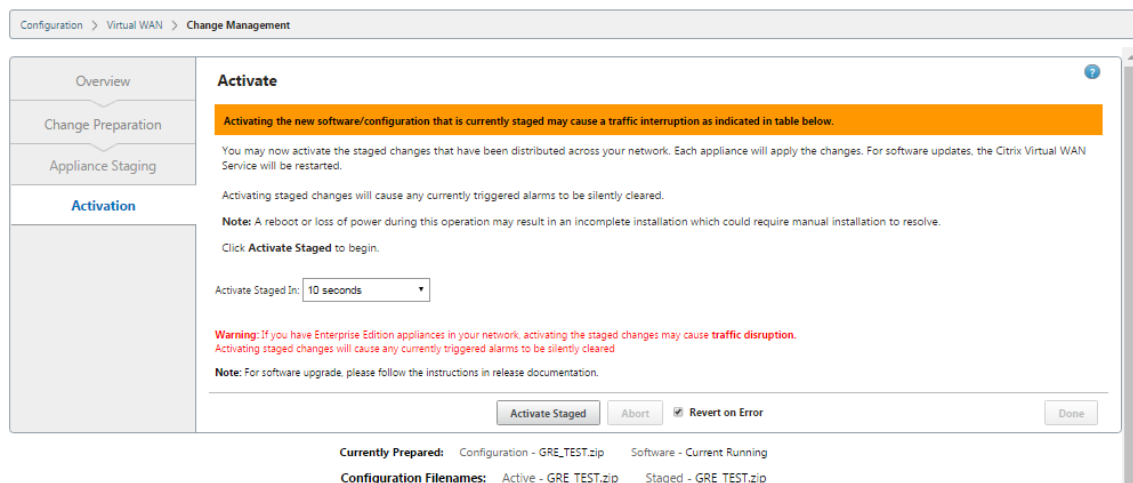 Configuration > Virtual WAN > Change Management
Overview
Change Preparation
Appliance Staging
Activation
Activate
?
Activating the new software/configuration that is currently staged may cause a traffic interruption as indicated in table below.
You may now activate the staged changes that have been distributed across your network. Each appliance will apply the changes. For software updates, the Citrix Virtual WAN
Service will be restarted.
Activating staged changes will cause any currently triggered alarms to be silently cleared.
Note: A reboot or loss of power during this operation may result in an incomplete installation which could require manual installation to resolve.
Click Activate Staged to begin.
Activate Staged In: 10 seconds
Warning: If you have Enterprise Edition appliances in your network, activating the staged changes may cause traffic disruption.
Activating staged changes will cause any currently triggered alarms to be silently cleared
Note: For software upgrade, please follow the instructions in release documentation.
Activate Staged Abort Revert on Error Done
Currently Prepared: Configuration - GRE_TEST.zip Software - Current Running
Configuration Filenames: Active - GRE_TEST.zip Staged - GRE_TEST.zip